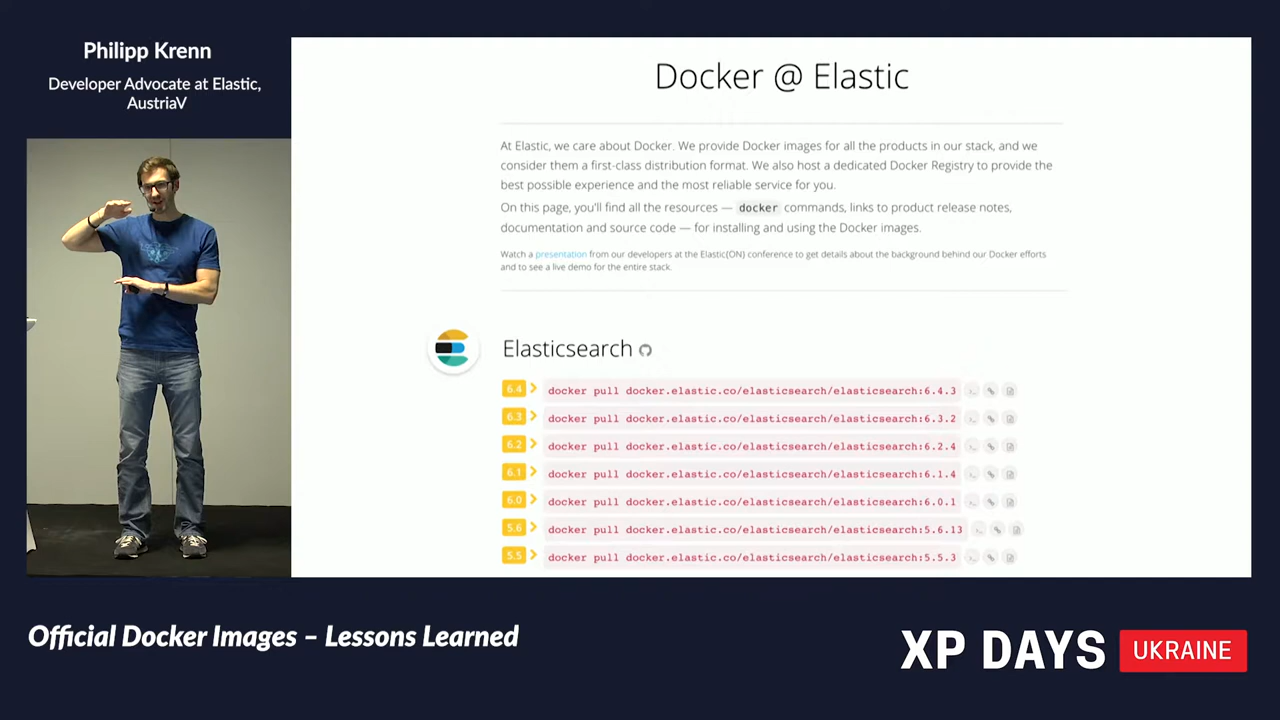 Philipp Krenn
Developer Advocate at Elastic,
AustriaV
Docker @ Elastic
At Elastic, we care about Docker. We provide Docker images for all the products in our stack, and we
consider them a first-class distribution format. We also host a dedicated Docker Registry to provide the
best possible experience and the most reliable service for you.
On this page, you'll find all the resources — docker commands, links to product release notes,
documentation and source code — for installing and using the Docker images.
Watch a presentation from our developers at the Elastic{ON} conference to get details about the background behind our Docker efforts
and to see a live demo for the entire stack.
Elasticsearch
6.4 docker pull docker.elastic.co/elasticsearch/elasticsearch:6.4.3
6.3 docker pull docker.elastic.co/elasticsearch/elasticsearch:6.3.2
6.2 docker pull docker.elastic.co/elasticsearch/elasticsearch:6.2.4
6.1 docker pull docker.elastic.co/elasticsearch/elasticsearch:6.1.4
6.0 docker pull docker.elastic.co/elasticsearch/elasticsearch:6.0.1
5.6 docker pull docker.elastic.co/elasticsearch/elasticsearch:5.6.13
5.5 docker pull docker.elastic.co/elasticsearch/elasticsearch:5.5.3
Official Docker Images – Lessons Learned
XP DAYS UKRAINE